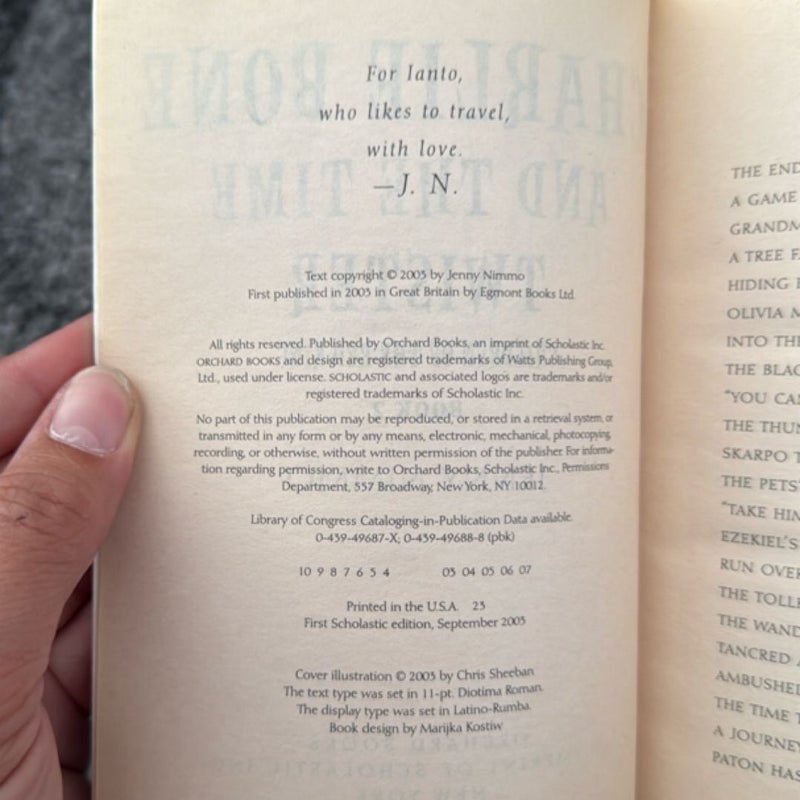 For Ianto,
who likes to travel,
with love.
—J. N.
Text copyright © 2003 by Jenny Nimmo
First published in 2003 in Great Britain by Egmont Books Ltd.
All rights reserved. Published by Orchard Books, an imprint of Scholastic Inc.
ORCHARD BOOKS and design are registered trademarks of Watts Publishing Group,
Ltd., used under license. SCHOLASTIC and associated logos are trademarks and/or
registered trademarks of Scholastic Inc.
No part of this publication may be reproduced, or stored in a retrieval system, or
transmitted in any form or by any means, electronic, mechanical, photocopying,
recording, or otherwise, without written permission of the publisher. For informa-
tion regarding permission, write to Orchard Books, Scholastic Inc., Permissions
Department, 557 Broadway, New York, NY 10012.
Library of Congress Cataloging-in-Publication Data available.
0-439-49687-X; 0-439-49688-8 (pbk)
10 9 8 7 6 5 4 03 04 05 06 07
Printed in the U.S.A. 23
First Scholastic edition, September 2003
Cover illustration © 2003 by Chris Sheeban
The text type was set in 11-pt. Diotima Roman.
The display type was set in Latino-Rumba.
Book design by Marijka Kostiw
THE END
A GAME
GRANDM
A TREE F
HIDING
OLIVIA M
INTO THE
THE BLAC
"YOU CAN
THE THUN
SKARPO T
THE PETS'
"TAKE HIM
EZEKIEL'S
RUN OVE
THE TOLL
THE WAND
TANCRED
AMBUSHED
THE TIME T
A JOURNEY
PATON HAS